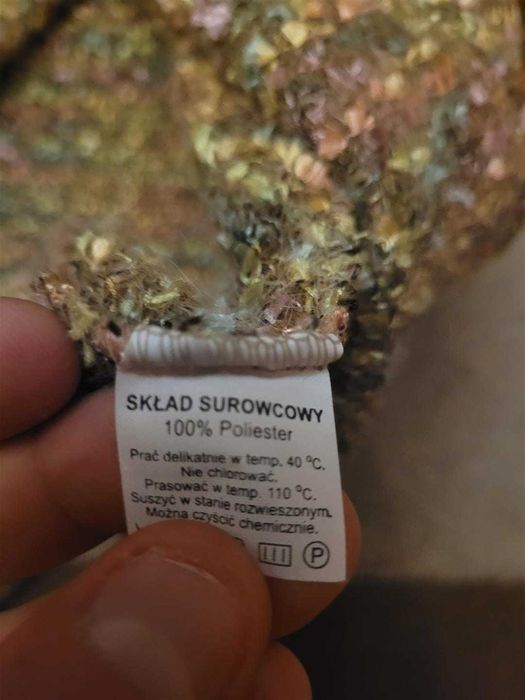 SKŁAD SUROWCOWY
100% Poliester
Prać delikatnie w temp. 40 °C.
Nie chlorować.
Prasować w temp. 110 °C.
Suszyć w stanie rozwieszonym.
Można czyścić chemicznie.
P